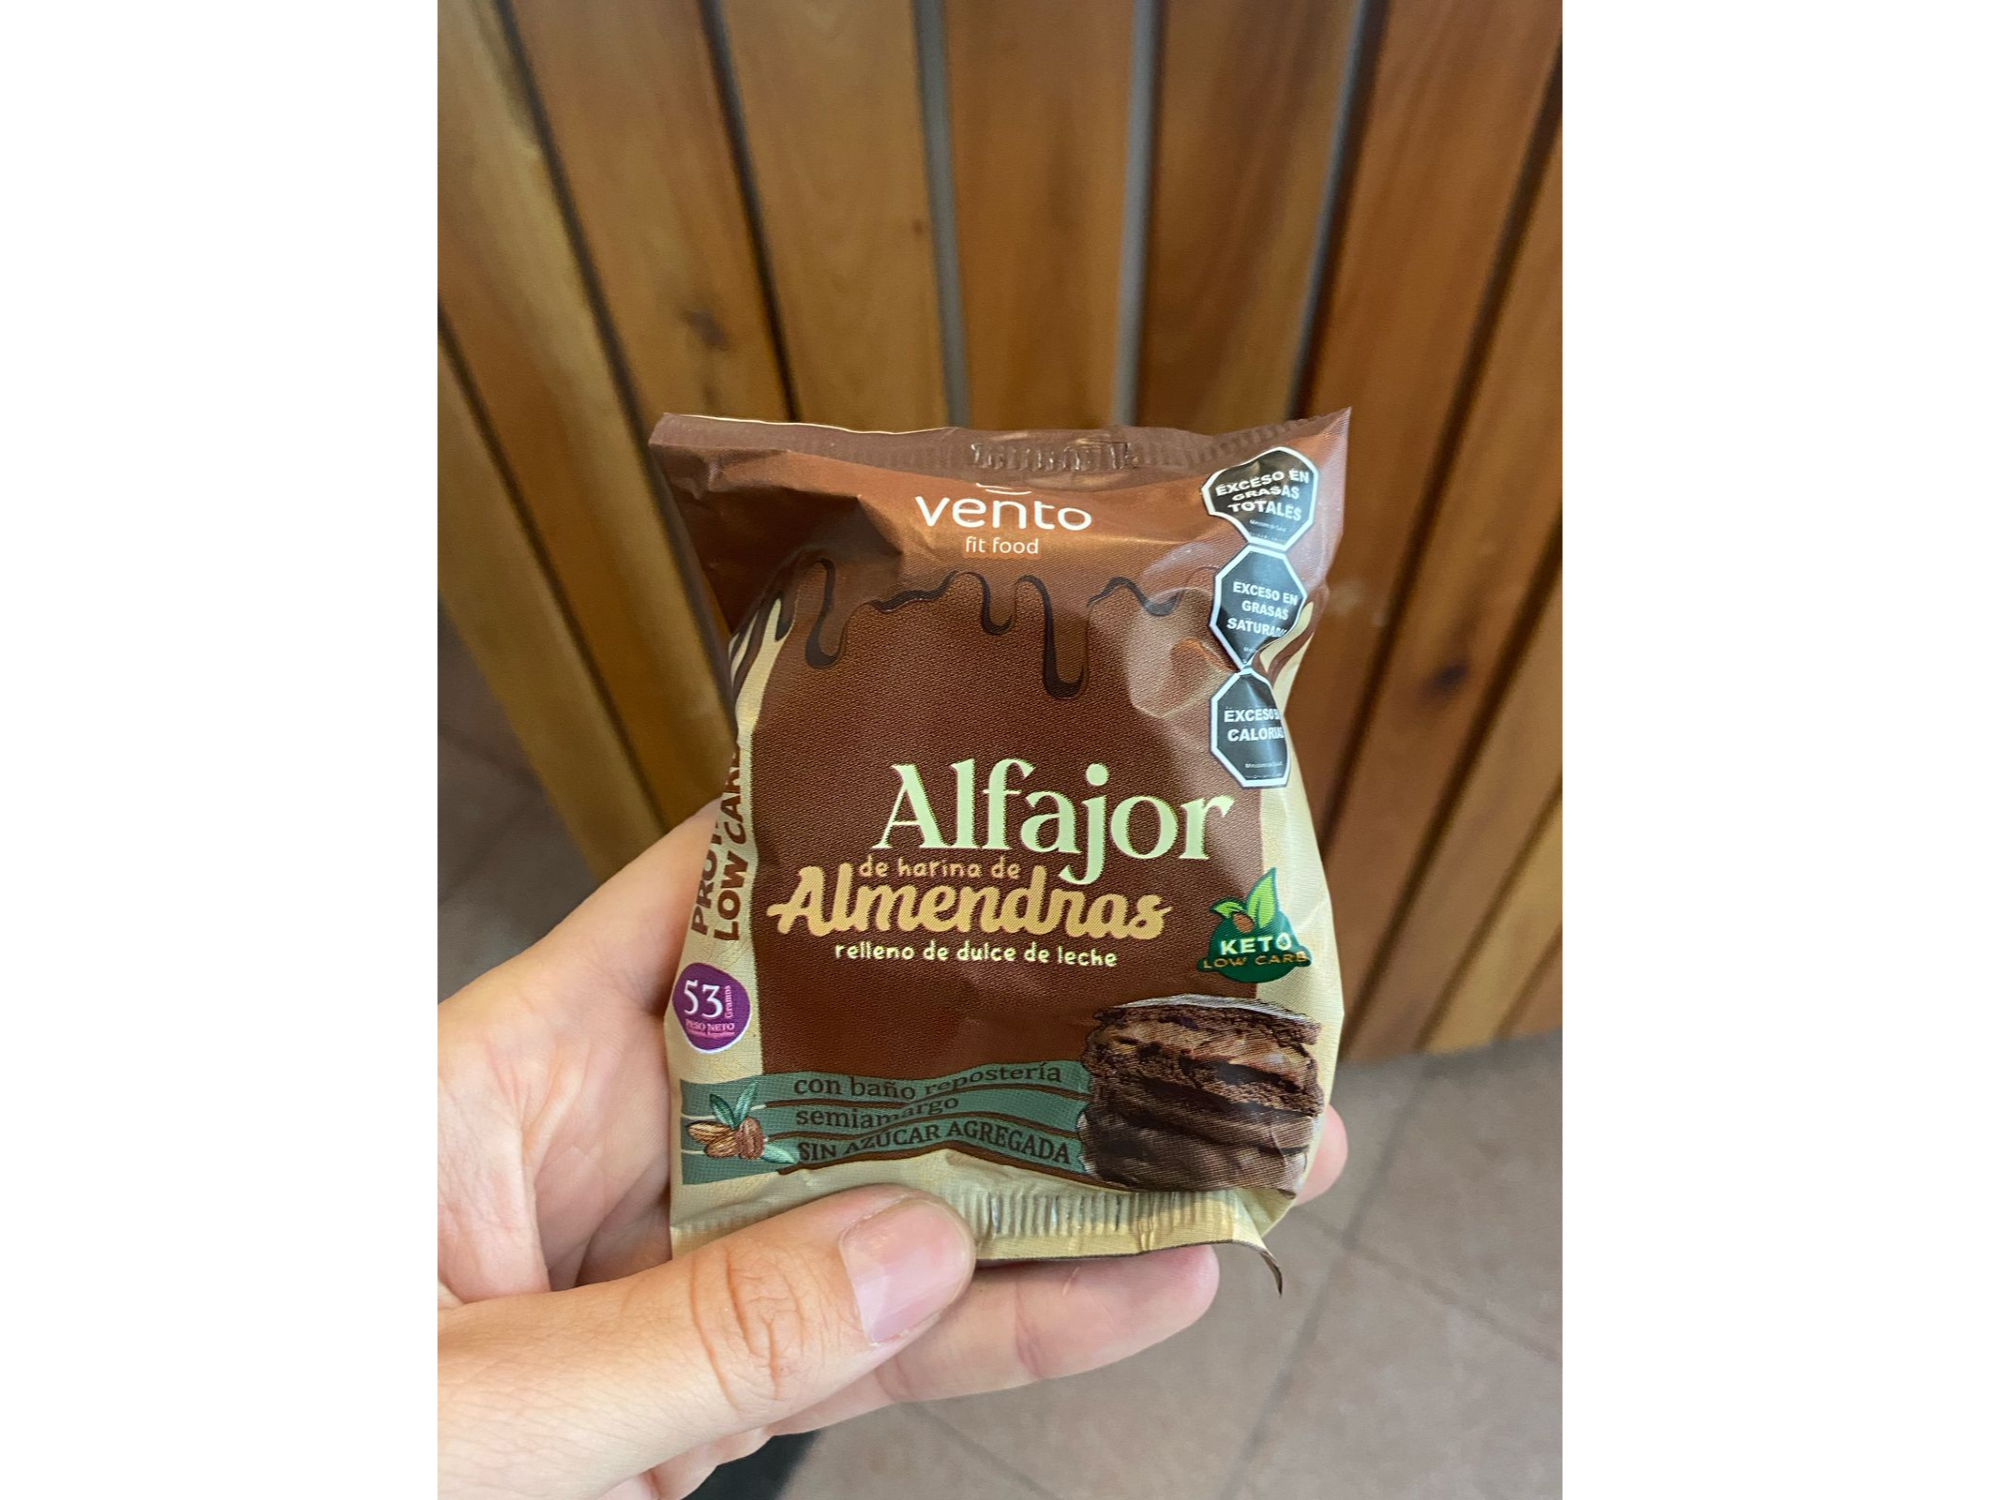 vento
fit food
EXCESO EN
GRASAS
TOTALES
EXCESO EN
GRASAS
EXCESO
Alfajor
de harina de
Almendras
relleno de dulce de leche
KETO
LOW CARB
LOW CARB
53
Gramos
PESO NETO
con baño repostería
semiamargo
SIN AZÚCAR AGREGADA